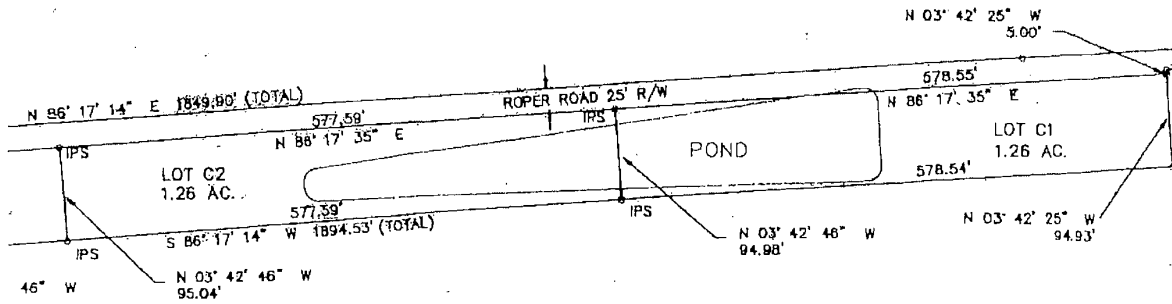 N 03° 42' 25" W
5.00'
N 86° 17' 14" E 1849.90' (TOTAL)
ROPER ROAD 25' R/W
578.55'
577.59'
N 86° 17' 35" E
IPS
N 86° 17' 35" E
IPS
LOT C2
1.26 AC.
POND
LOT C1
1.26 AC.
578.54'
577.59'
IPS
S 86° 17' 14" W 1894.53' (TOTAL)
IPS
N 03° 42' 25" W
94.93'
N 03° 42' 46" W
94.98'
N 03° 42' 46" W
95.04'
46" W